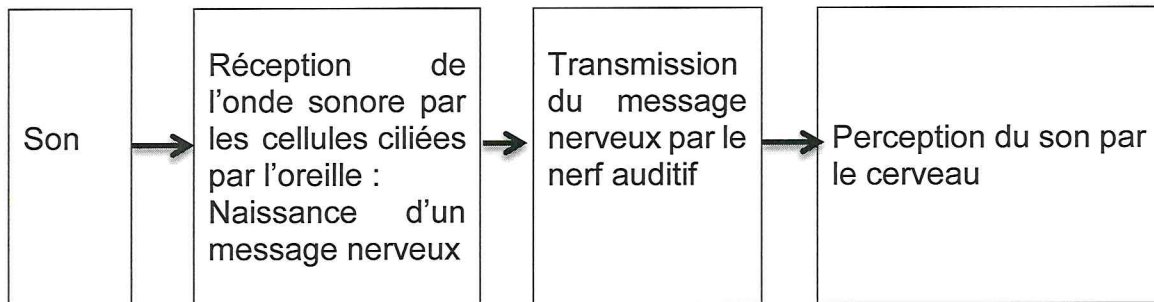 Son
Réception de
l'onde sonore par
les cellules ciliées
par l'oreille :
Naissance d'un
message nerveux
Transmission
du message
nerveux par le
nerf auditif
Perception du son par
le cerveau